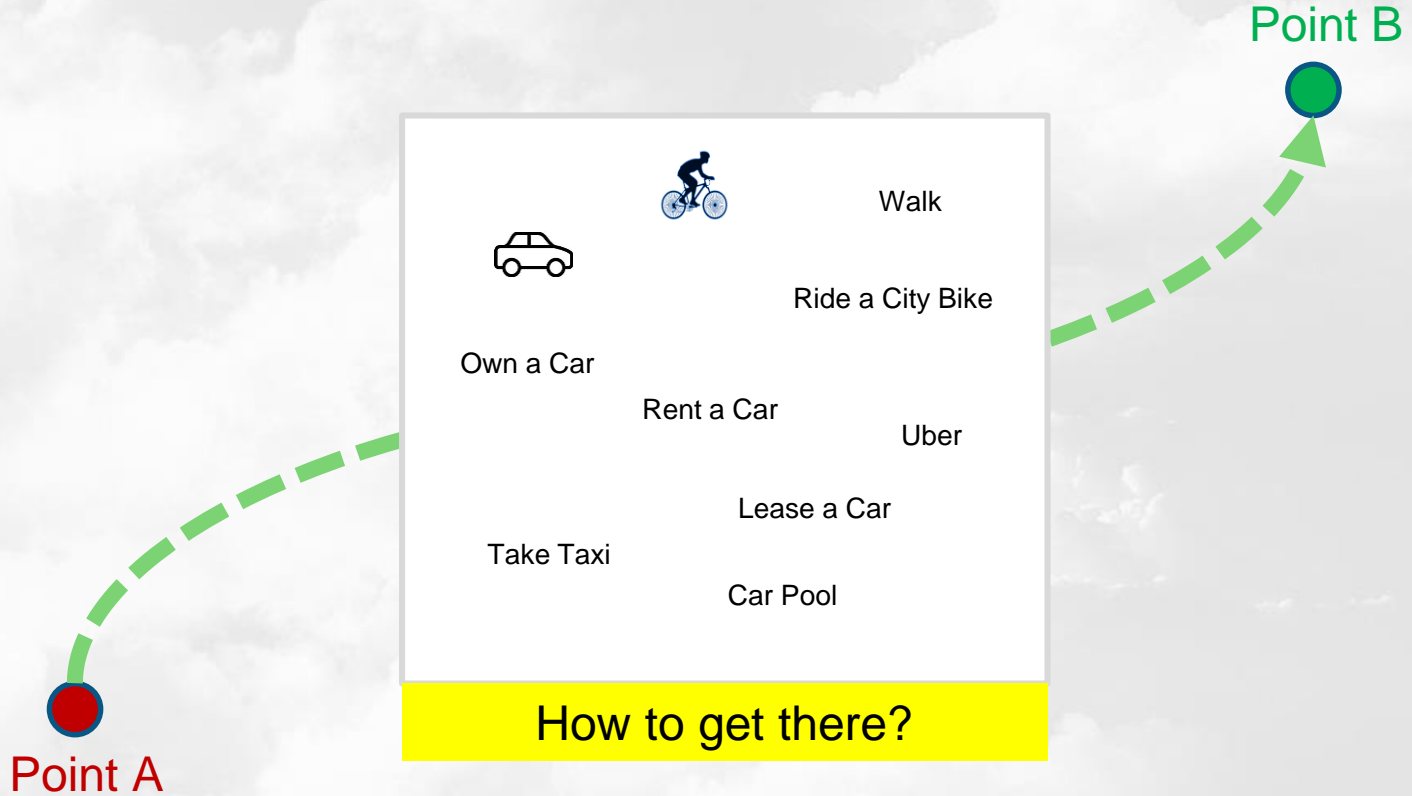 Point B
Walk
Ride a City Bike
Own a Car
Rent a Car
Uber
Lease a Car
Take Taxi
Car Pool
How to get there?
Point A